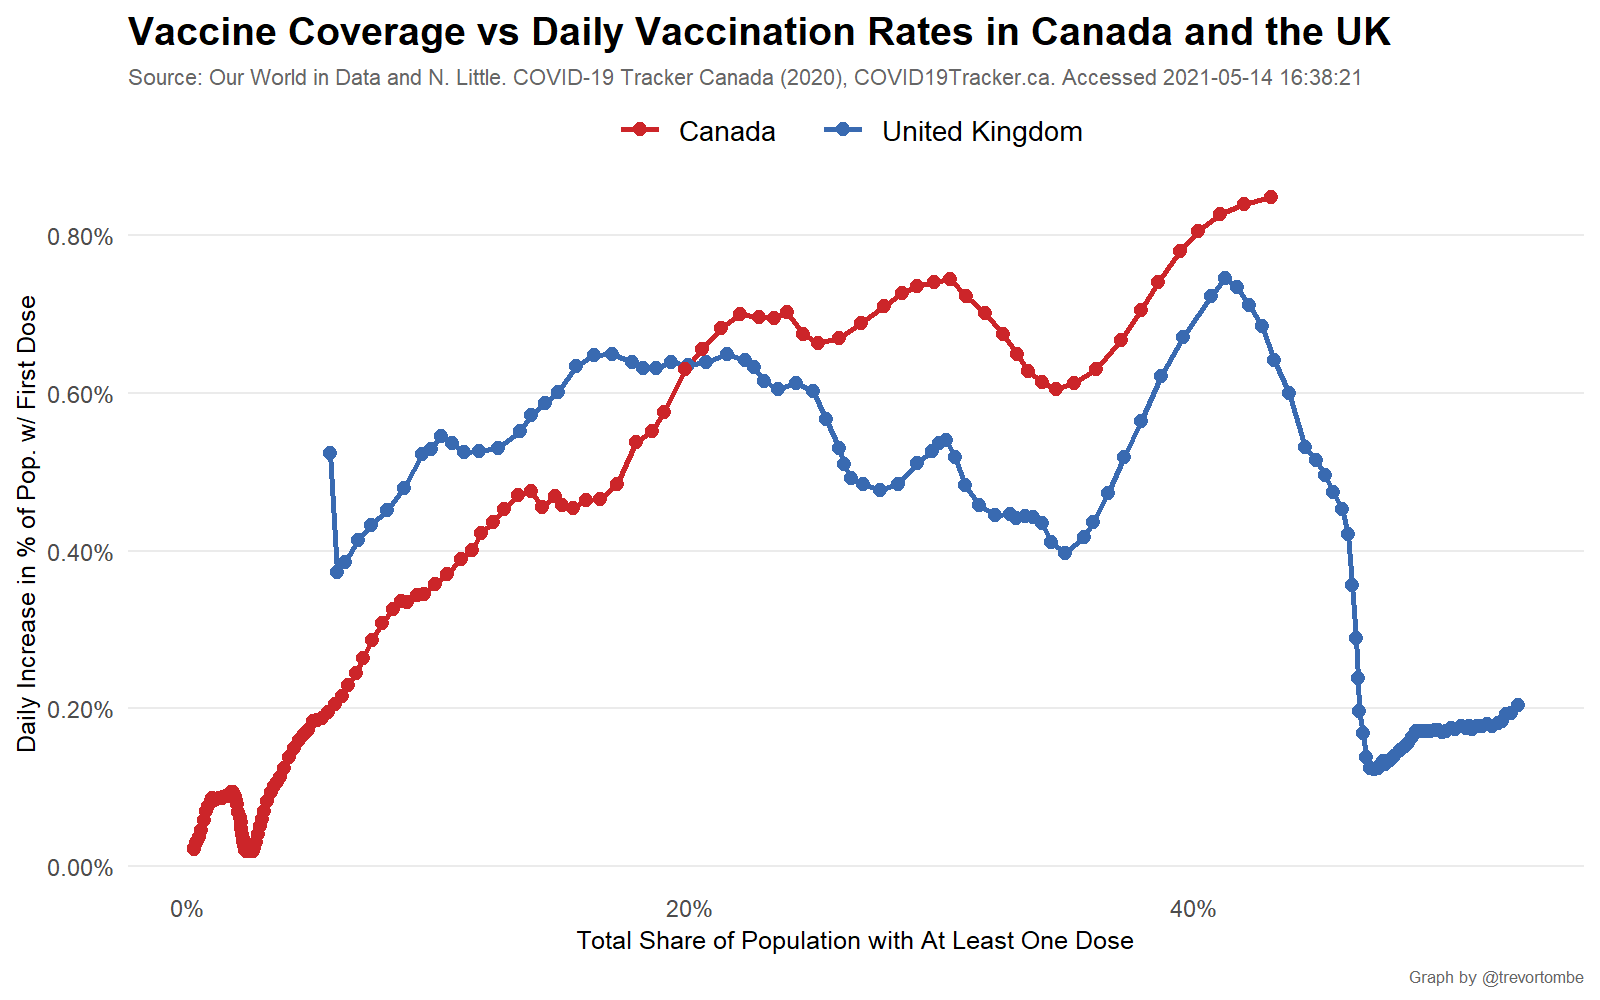 Vaccine Coverage vs Daily Vaccination Rates in Canada and the UK
Source: Our World in Data and N. Little. COVID-19 Tracker Canada (2020), COVID19Tracker.ca. Accessed 2021-05-14 16:38:21
Canada
United Kingdom
Daily Increase in % of Pop. w/ First Dose
0.80%
0.60%
0.40%
0.20%
0.00%
0%
20%
40%
Total Share of Population with At Least One Dose
Graph by @trevortombe